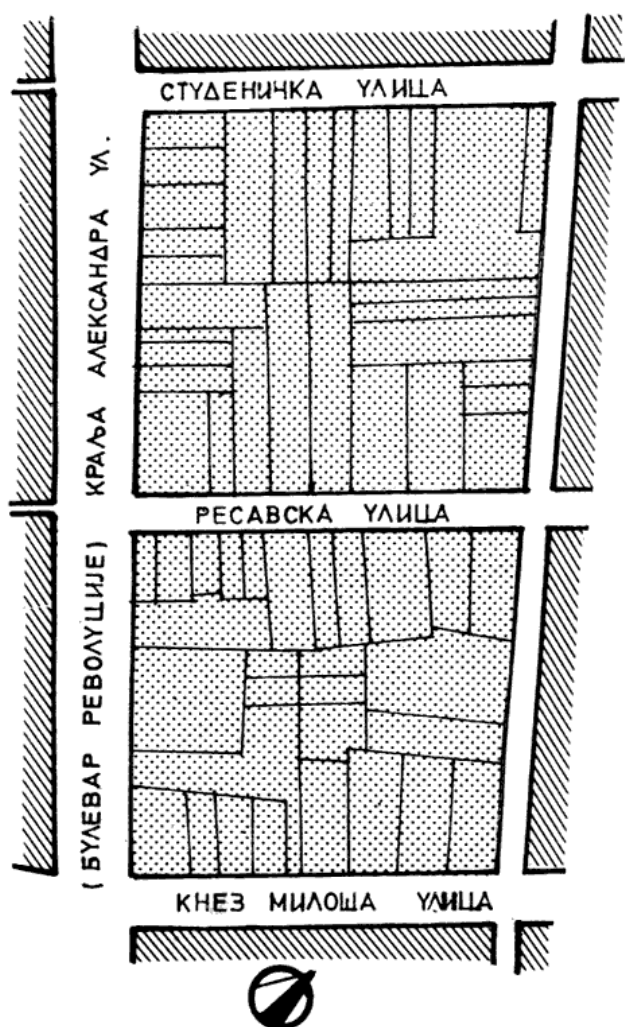 СТУДЕНИЧКА УЛИЦА
КРАЉА АЛЕКСАНДРА УЛ.
(БУЛЕВАР РЕВОЛУЦИЈЕ)
РЕСАВСКА УЛИЦА
КНЕЗ МИЛОША УЛИЦА